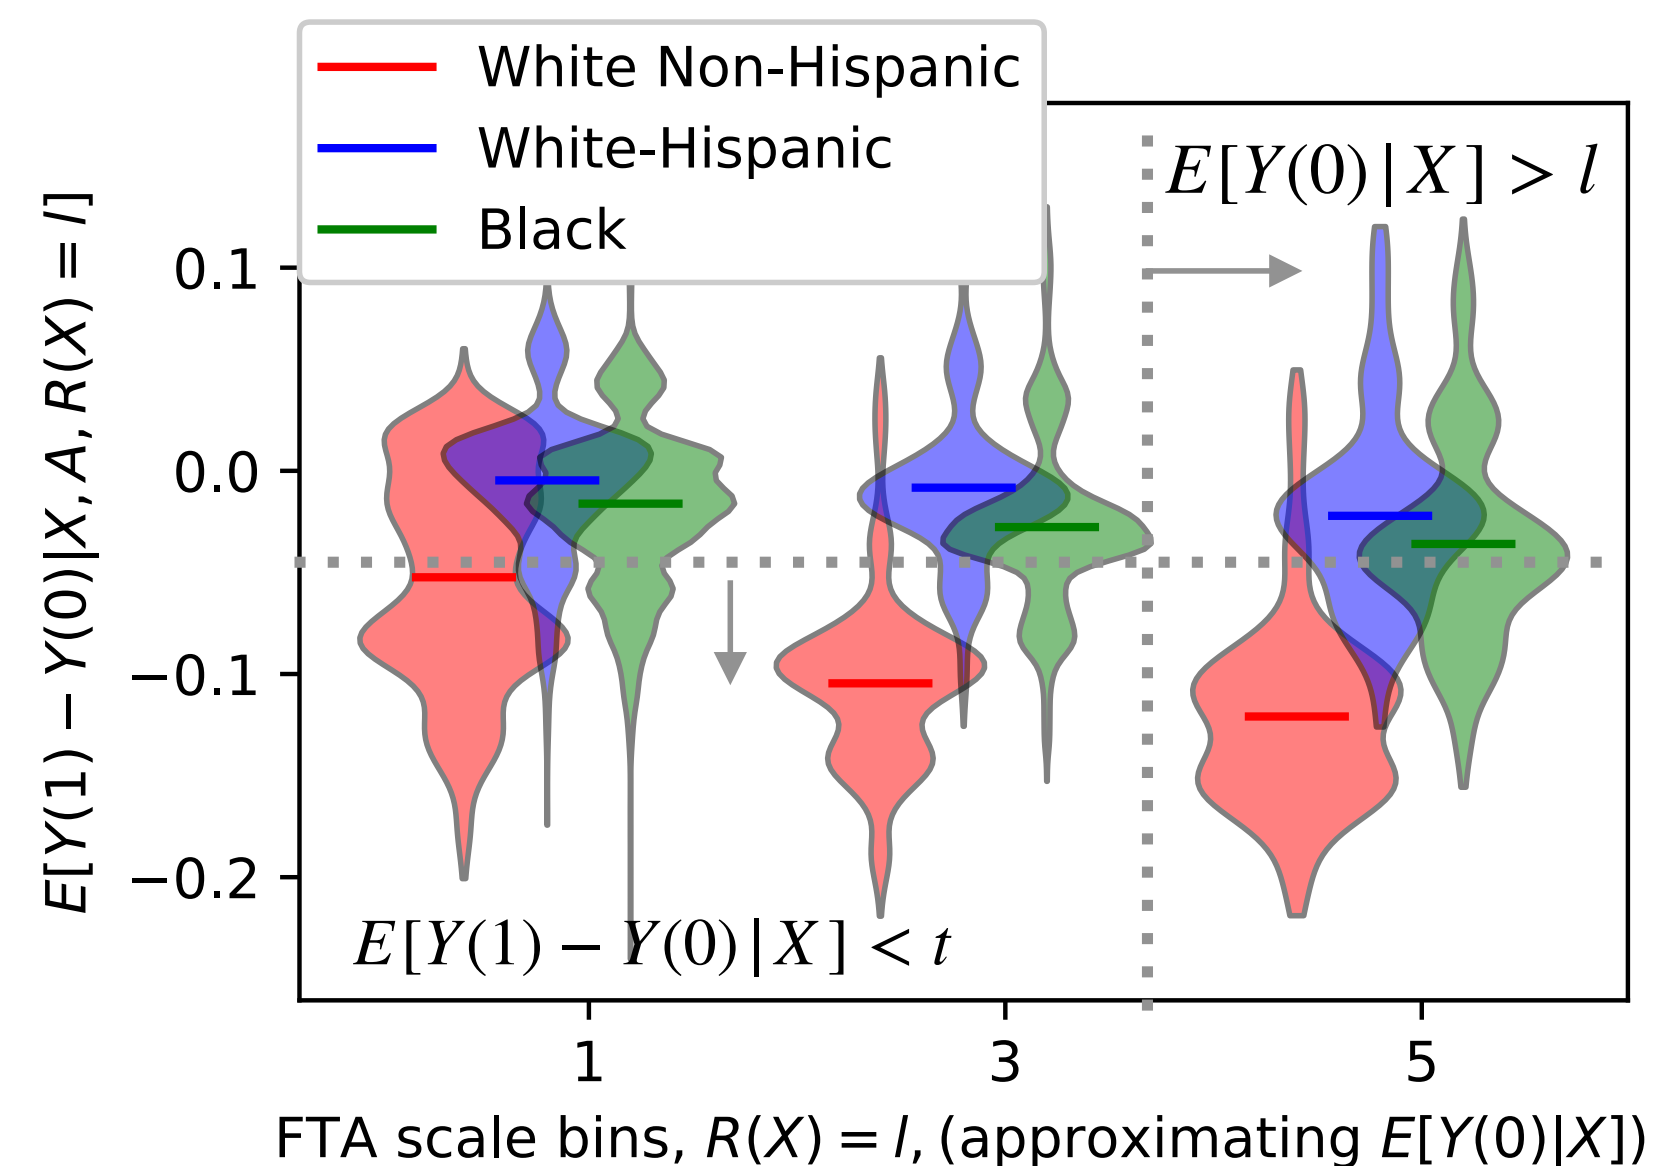 White Non-Hispanic
White-Hispanic
Black
E[Y(0)|X] > l
E[Y(1) − Y(0)|X, A, R(X) = l]
0.1
0.0
−0.1
−0.2
E[Y(1) − Y(0)|X] < t
1
3
5
FTA scale bins, R(X) = l, (approximating E[Y(0)|X])